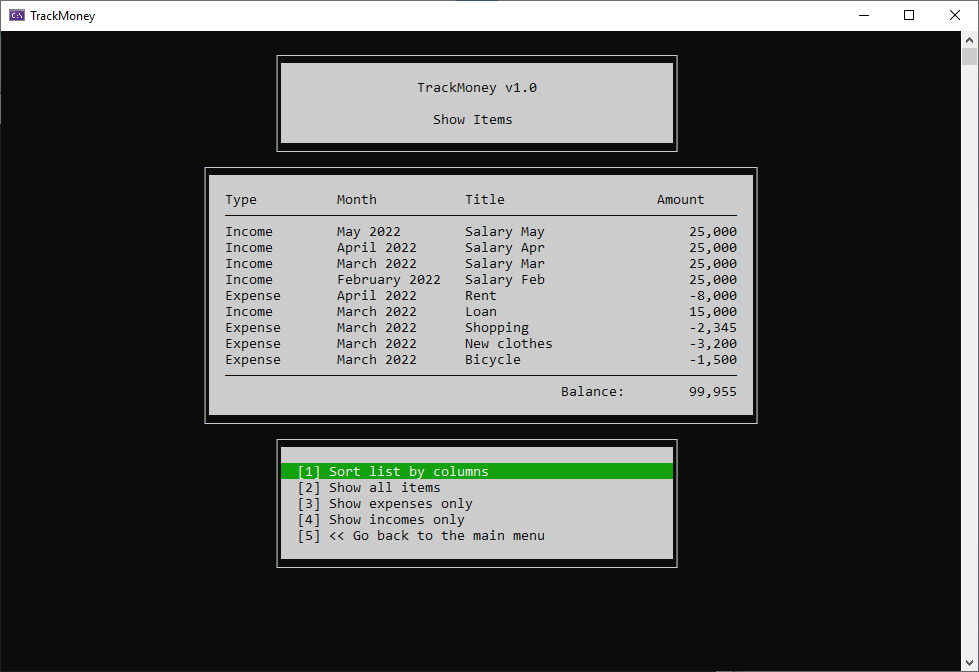 TrackMoney
TrackMoney v1.0
Show Items
Type Month Title Amount
Income May 2022 Salary May 25,000
Income April 2022 Salary Apr 25,000
Income March 2022 Salary Mar 25,000
Income February 2022 Salary Feb 25,000
Expense April 2022 Rent -8,000
Income March 2022 Loan 15,000
Expense March 2022 Shopping -2,345
Expense March 2022 New clothes -3,200
Expense March 2022 Bicycle -1,500
Balance: 99,955
[1] Sort list by columns
[2] Show all items
[3] Show expenses only
[4] Show incomes only
[5] << Go back to the main menu